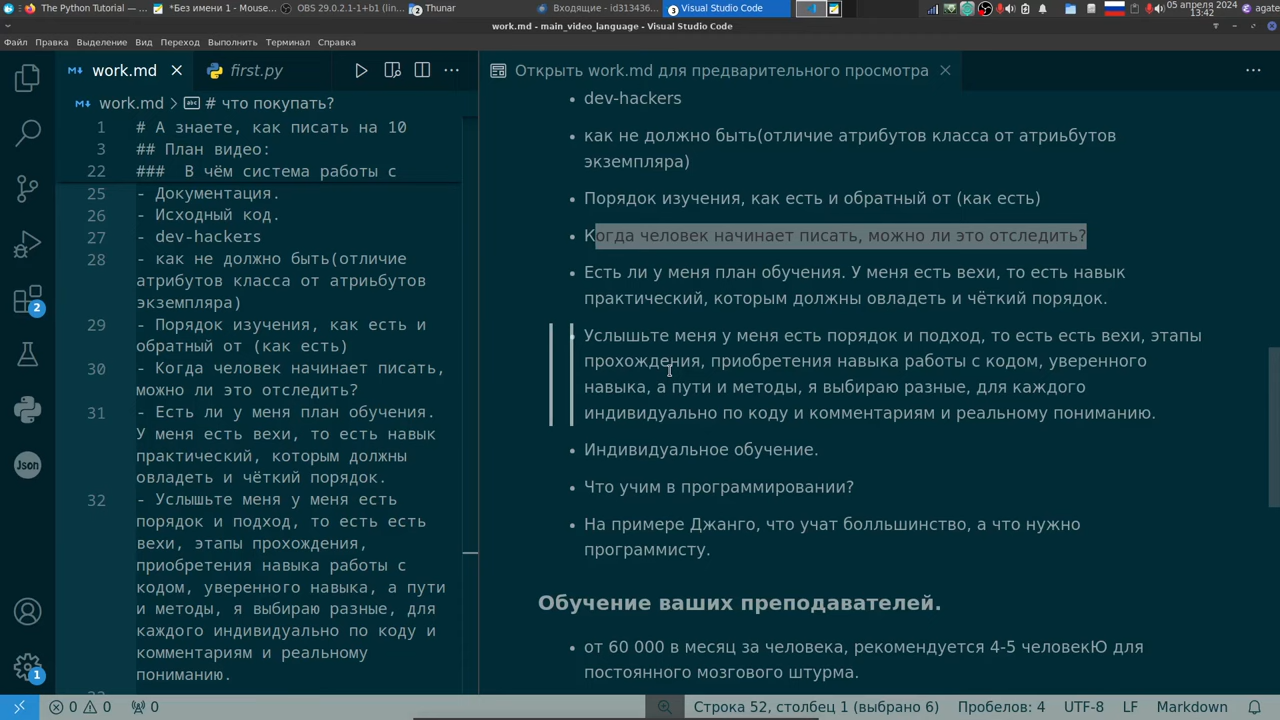 The Python Tutorial —...
*Без имени 1 - Mouse...
OBS 29.0.2.1-1+b1 (lin...
2 Thunar
Входящие - id313436...
3 Visual Studio Code
05 апреля 2024
13:42
agate
work.md - main_video_language - Visual Studio Code
Файл Правка Выделение Вид Переход Выполнить Терминал Справка
work.md
first.py
Открыть work.md для предварительного просмотра
work.md > # что покупать?
1 # А знаете, как писать на 10
3 ## План видео:
22 ### В чём система работы с
25 - Документация.
26 - Исходный код.
27 - dev-hackers
28 - как не должно быть(отличие
атрибутов класса от атриьбутов
экземпляра)
29 - Порядок изучения, как есть и
обратный от (как есть)
30 - Когда человек начинает писать,
можно ли это отследить?
31 - Есть ли у меня план обучения.
У меня есть вехи, то есть навык
практический, которым должны
овладеть и чёткий порядок.
32 - Услышьте меня у меня есть
порядок и подход, то есть есть
вехи, этапы прохождения,
приобретения навыка работы с
кодом, уверенного навыка, а пути
и методы, я выбираю разные, для
каждого индивидуально по коду и
комментариям и реальному
пониманию.
2
Json
1
• dev-hackers
• как не должно быть(отличие атрибутов класса от атриьбутов
экземпляра)
• Порядок изучения, как есть и обратный от (как есть)
• Когда человек начинает писать, можно ли это отследить?
• Есть ли у меня план обучения. У меня есть вехи, то есть навык
практический, которым должны овладеть и чёткий порядок.
• Услышьте меня у меня есть порядок и подход, то есть есть вехи, этапы
прохождения, приобретения навыка работы с кодом, уверенного
навыка, а пути и методы, я выбираю разные, для каждого
индивидуально по коду и комментариям и реальному пониманию.
• Индивидуальное обучение.
• Что учим в программировании?
• На примере Джанго, что учат болльшинство, а что нужно
программисту.
Обучение ваших преподавателей.
• от 60 000 в месяц за человека, рекомендуется 4-5 человекЮ для
постоянного мозгового штурма.
0 0 0 Строка 52, столбец 1 (выбрано 6) Пробелов: 4 UTF-8 LF Markdown